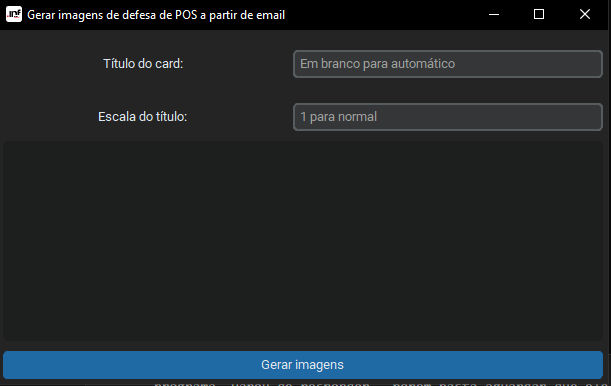 .INF
Gerar imagens de defesa de POS a partir de email
Título do card:
Em branco para automático
Escala do título:
1 para normal
Gerar imagens